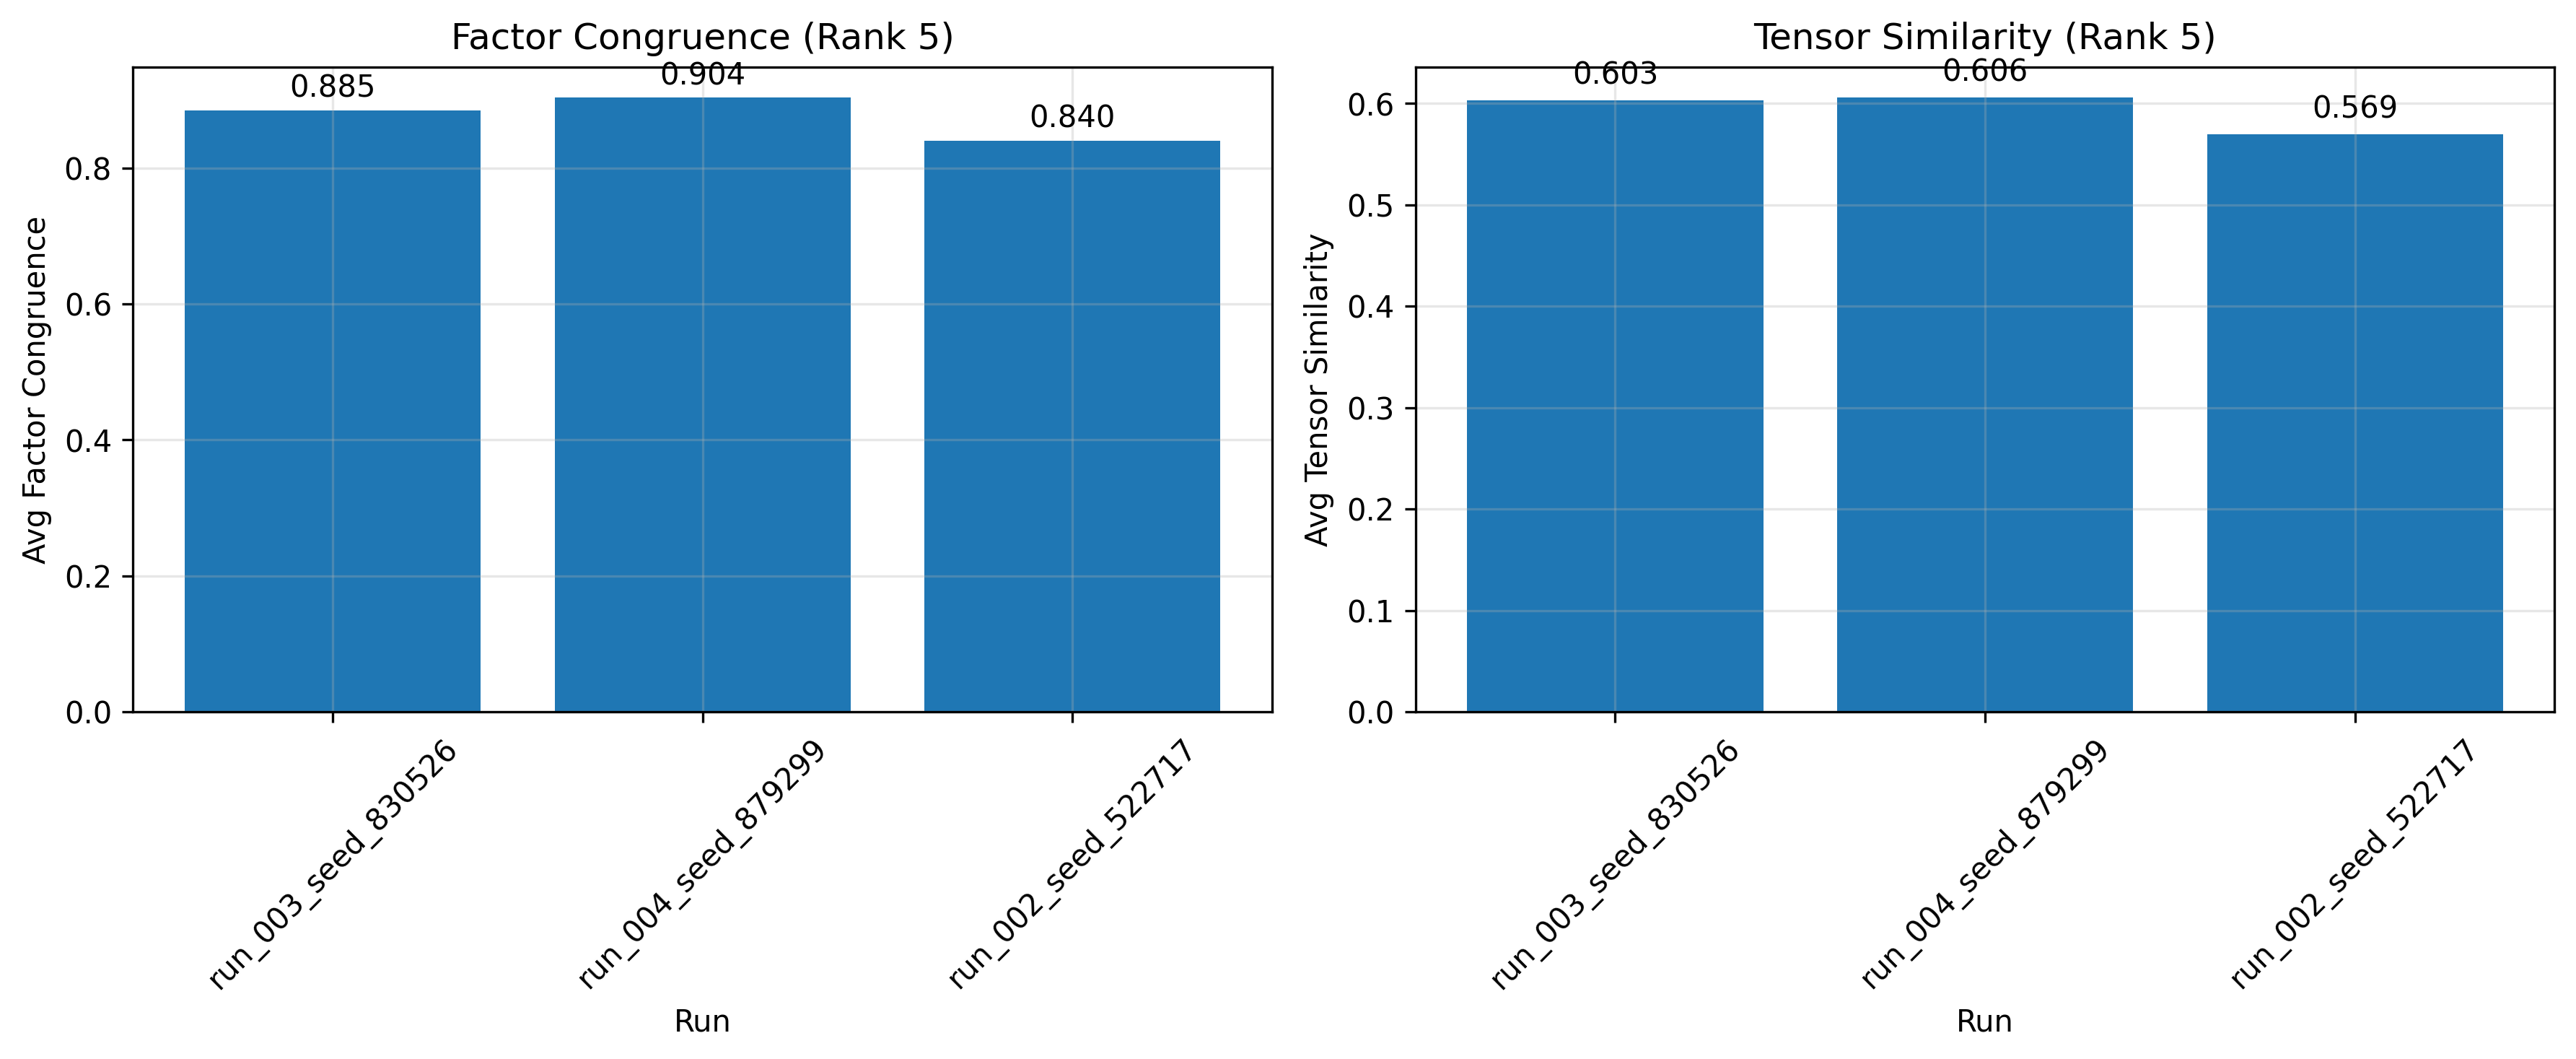 Factor Congruence (Rank 5)
0.885
0.904
0.840
0.8
0.6
0.4
0.2
0.0
Avg Factor Congruence
run_003_seed_830526
run_004_seed_879299
run_002_seed_522717
Run
Tensor Similarity (Rank 5)
0.603
0.606
0.569
0.6
0.5
0.4
0.3
0.2
0.1
0.0
Avg Tensor Similarity
run_003_seed_830526
run_004_seed_879299
run_002_seed_522717
Run